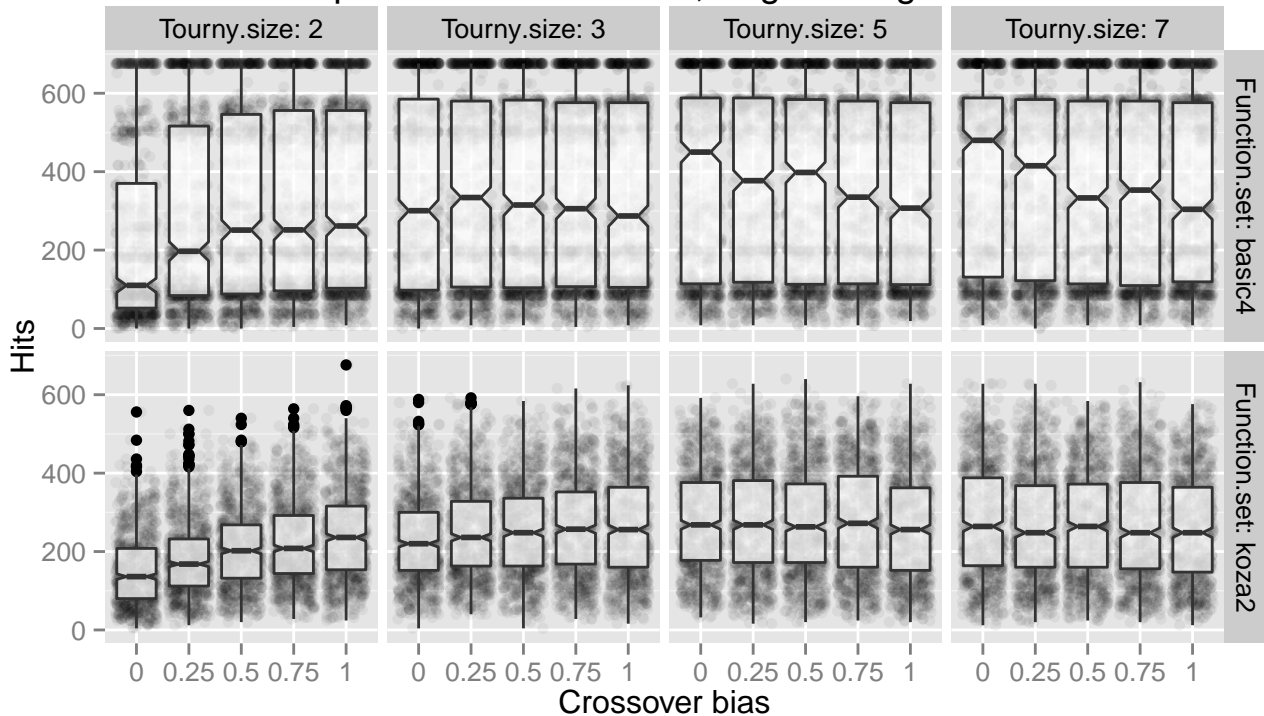 Tourny.size: 2 Tourny.size: 3 Tourny.size: 5 Tourny.size: 7
600
400
200
0
Function.set: basic4
Hits
600
400
200
0
Function.set: koza2
0 0.25 0.5 0.75 1 0 0.25 0.5 0.75 1 0 0.25 0.5 0.75 1 0 0.25 0.5 0.75 1
Crossover bias